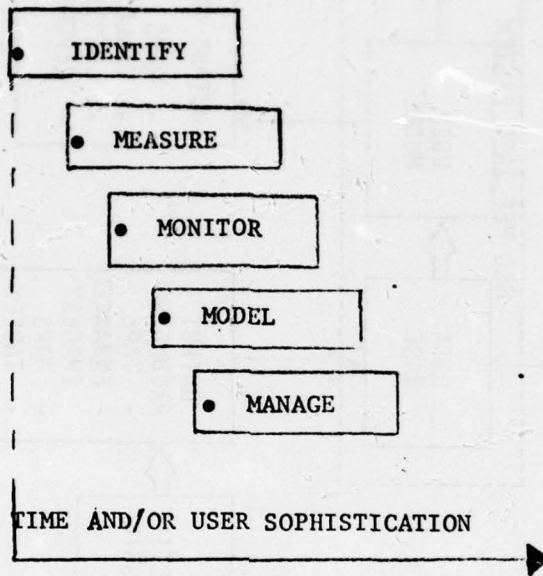 • IDENTIFY
• MEASURE
• MONITOR
• MODEL
• MANAGE
TIME AND/OR USER SOPHISTICATION